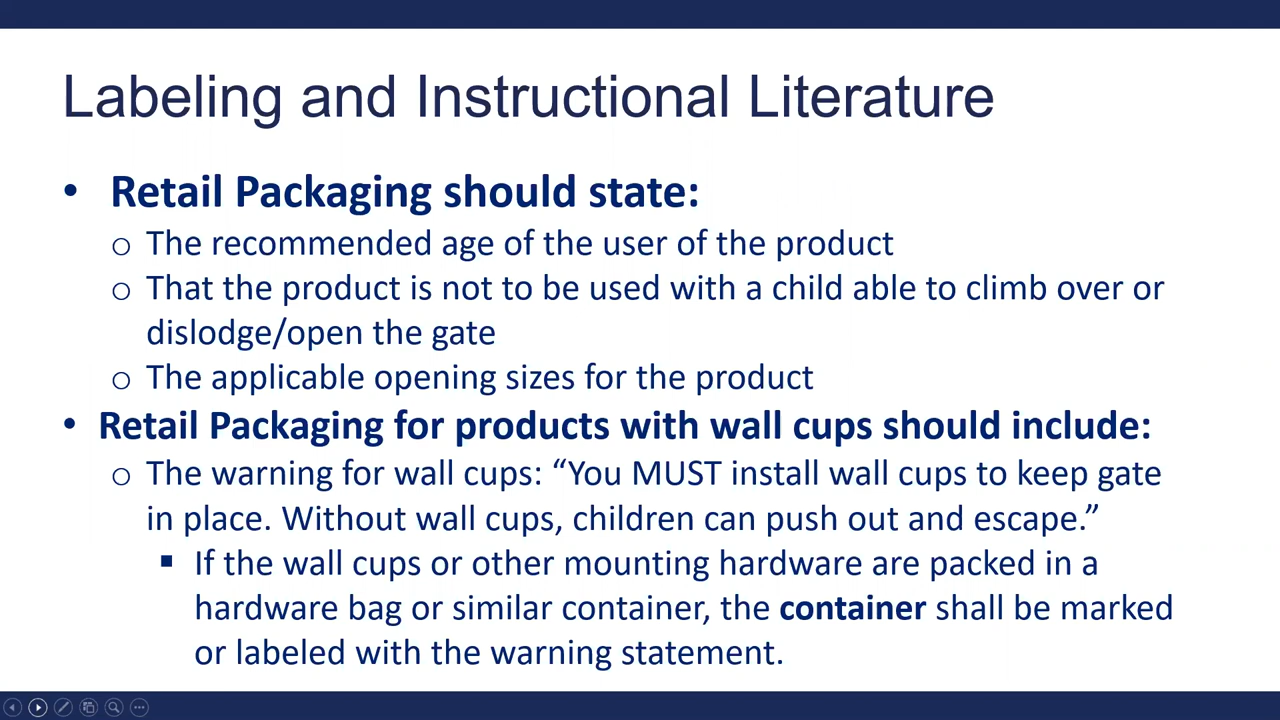 Labeling and Instructional Literature
• Retail Packaging should state:
o The recommended age of the user of the product
o That the product is not to be used with a child able to climb over or
dislodge/open the gate
o The applicable opening sizes for the product
• Retail Packaging for products with wall cups should include:
o The warning for wall cups: “You MUST install wall cups to keep gate
in place. Without wall cups, children can push out and escape.”
▪ If the wall cups or other mounting hardware are packed in a
hardware bag or similar container, the container shall be marked
or labeled with the warning statement.